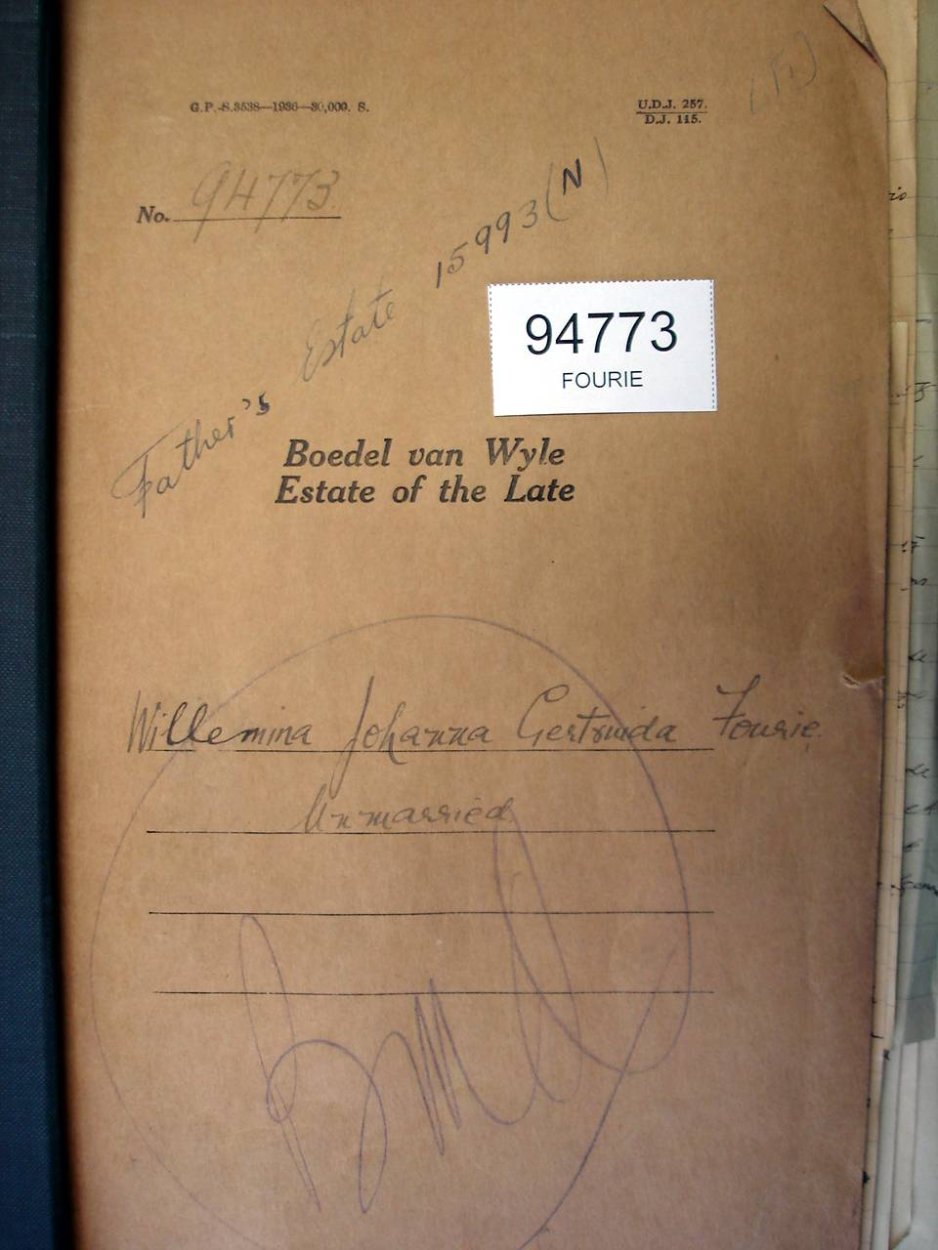 G.P.-S.3538—1936—30,000. S.
U.D.J. 257.
D.J. 115.
No. 94773
Father's Estate 15993 (N)
94773
FOURIE
Boedel van Wyle
Estate of the Late
Willemina Johanna Gertruida Fourie.
Unmarried